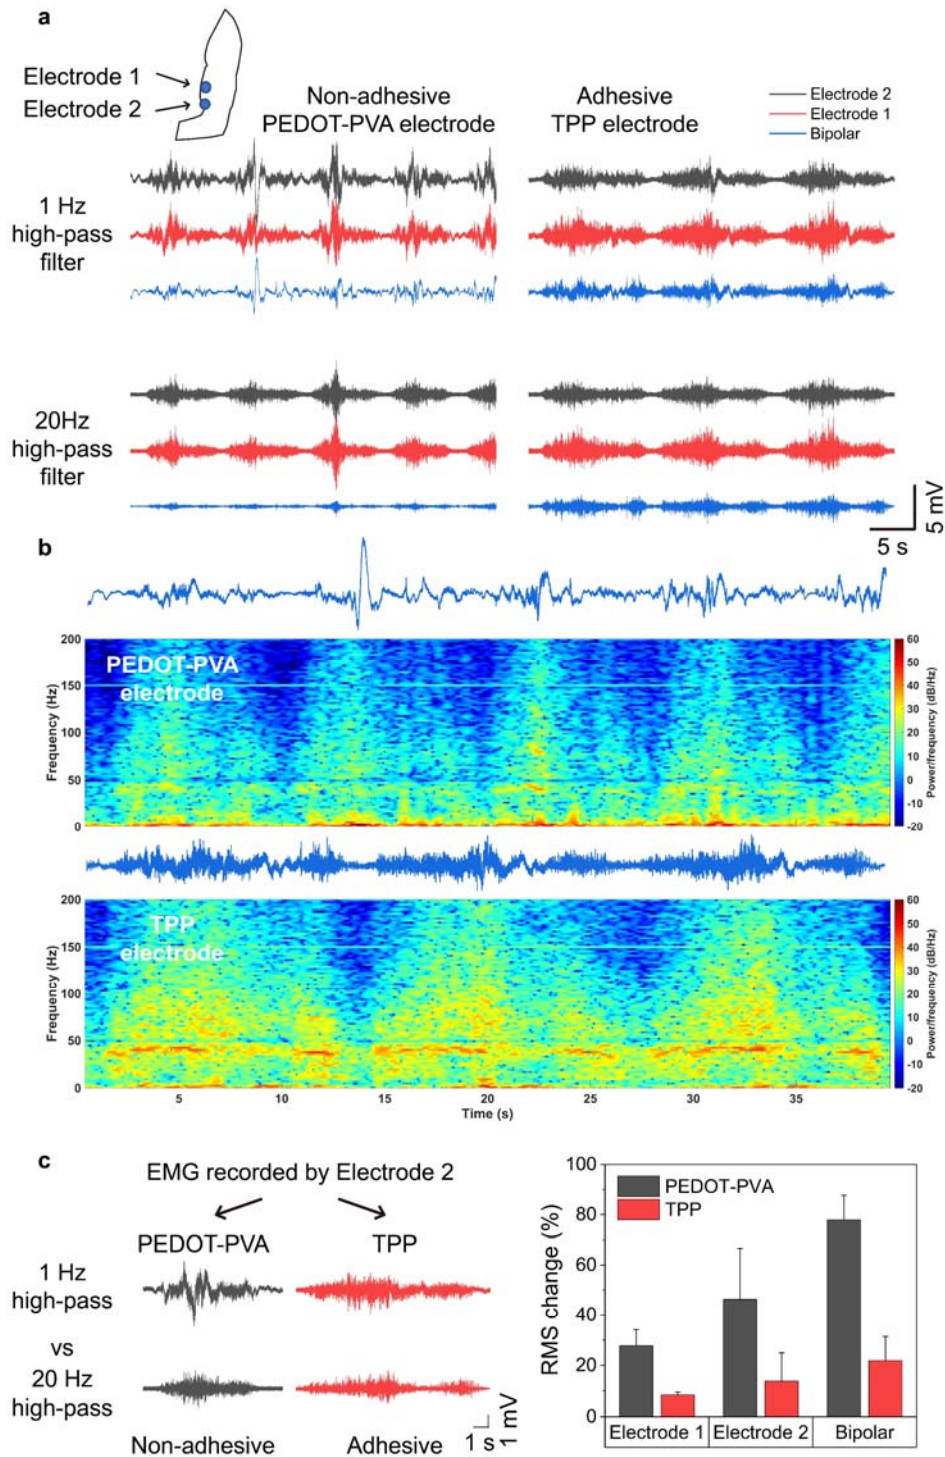 a
Electrode 1
Electrode 2
Non-adhesive
PEDOT-PVA electrode
Adhesive
TPP electrode
Electrode 2
Electrode 1
Bipolar
1 Hz
high-pass
filter
20Hz
high-pass
filter
5 mV
5 s
b
PEDOT-PVA
electrode
Frequency (Hz)
200
150
100
50
0
60
50
40
30
20
10
0
-10
-20
Power/frequency (dB/Hz)
TPP
electrode
Frequency (Hz)
200
150
100
50
0
60
50
40
30
20
10
0
-10
-20
Power/frequency (dB/Hz)
5 10 15 20 25 30 35
Time (s)
c
EMG recorded by Electrode 2
PEDOT-PVA TPP
1 Hz
high-pass
vs
20 Hz
high-pass
1 s
1 mV
Non-adhesive Adhesive
RMS change (%)
100
80
60
40
20
0
PEDOT-PVA
TPP
Electrode 1 Electrode 2 Bipolar